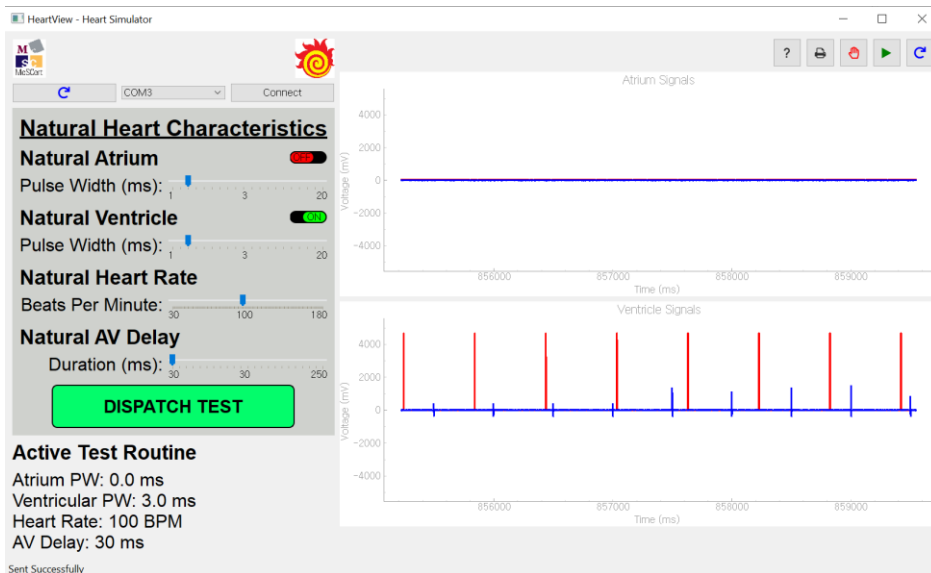 HeartView - Heart Simulator
M
S C
MeSCort
?
COM3
Connect
Natural Heart Characteristics
Natural Atrium
OFF
Pulse Width (ms):
1 3 20
Natural Ventricle
ON
Pulse Width (ms):
1 3 20
Natural Heart Rate
Beats Per Minute:
30 100 180
Natural AV Delay
Duration (ms):
30 30 250
DISPATCH TEST
Active Test Routine
Atrium PW: 0.0 ms
Ventricular PW: 3.0 ms
Heart Rate: 100 BPM
AV Delay: 30 ms
Sent Successfully
Atrium Signals
Voltage (mV)
4000
2000
0
−2000
−4000
856000 857000 858000 859000
Time (ms)
Ventricle Signals
Voltage (mV)
4000
2000
0
−2000
−4000
856000 857000 858000 859000
Time (ms)